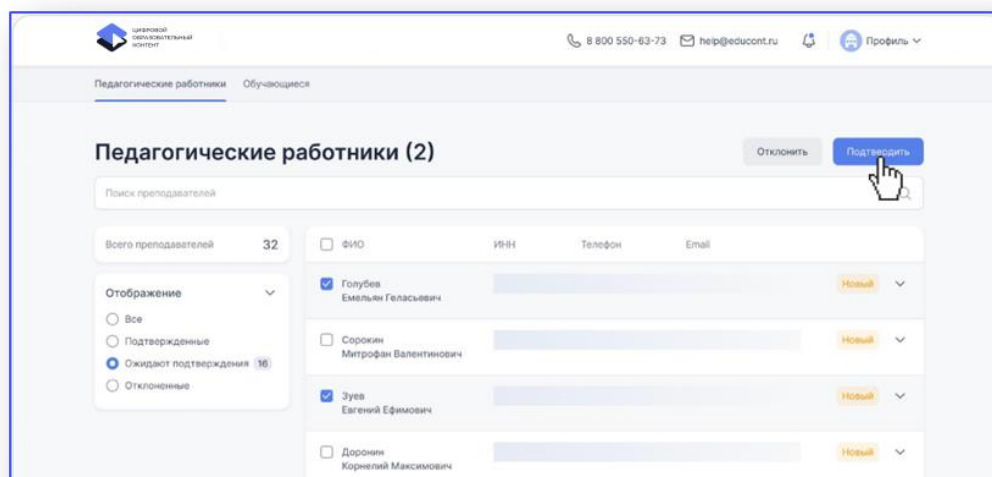 ЦИФРОВОЙ
ОБРАЗОВАТЕЛЬНЫЙ
КОНТЕНТ
8 800 550-63-73
help@educont.ru
Профиль
Педагогические работники
Обучающиеся
Педагогические работники (2)
Отклонить
Подтвердить
Поиск преподавателей
Всего преподавателей 32
ФИО ИНН Телефон Email
Отображение
Все
Подтвержденные
Ожидают подтверждения 16
Отклоненные
Голубев
Емельян Геласьевич
Новый
Сорокин
Митрофан Валентинович
Новый
Зуев
Евгений Ефимович
Новый
Доронин
Корнелий Максимович
Новый